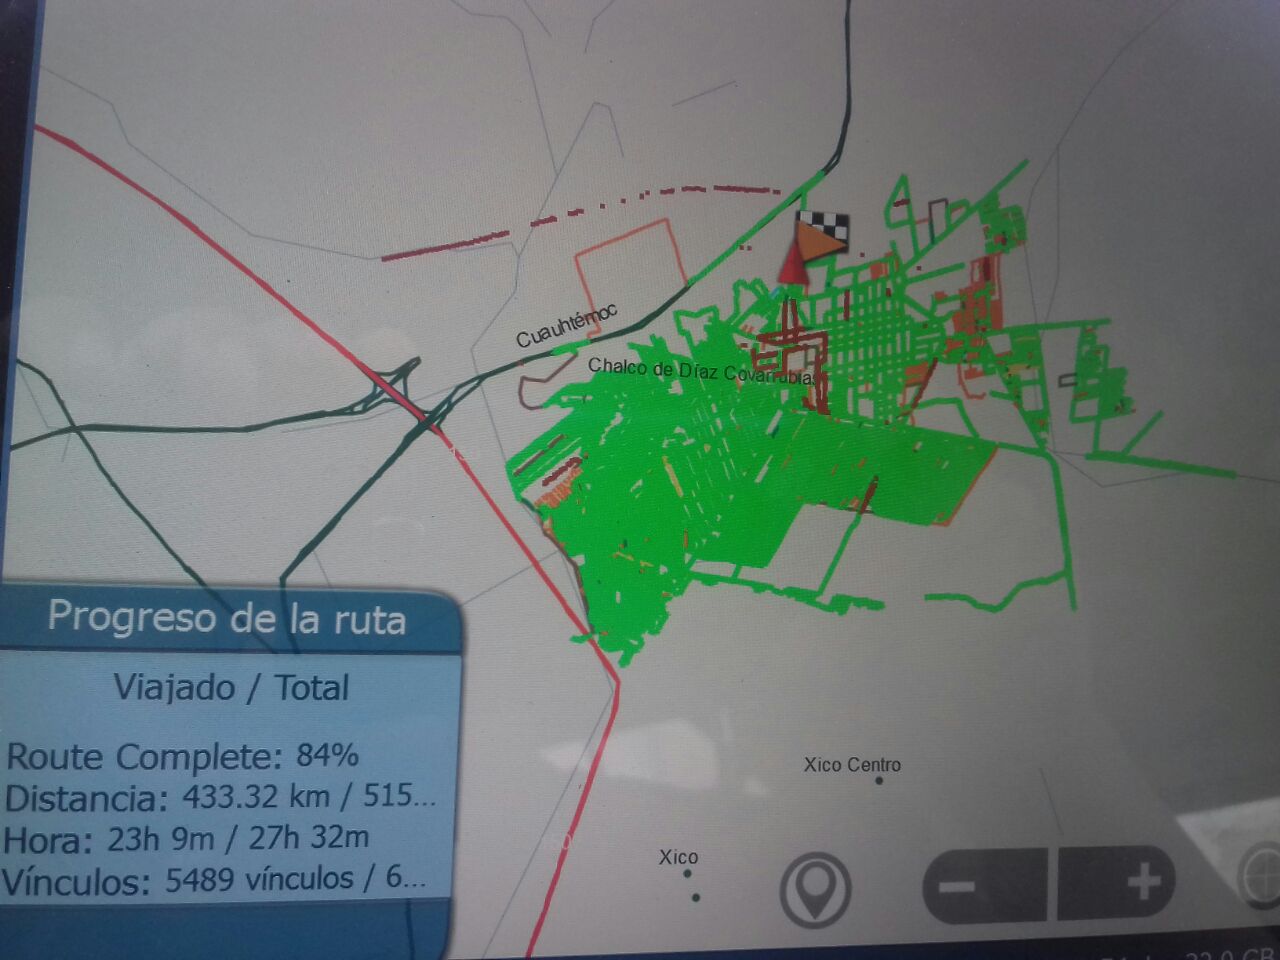 Cuauhtémoc
Chalco de Díaz Covarrubias
Progreso de la ruta
Viajado / Total
Route Complete: 84%
Distancia: 433.32 km / 515...
Hora: 23h 9m / 27h 32m
Vínculos: 5489 vínculos / 6...
Xico Centro
Xico